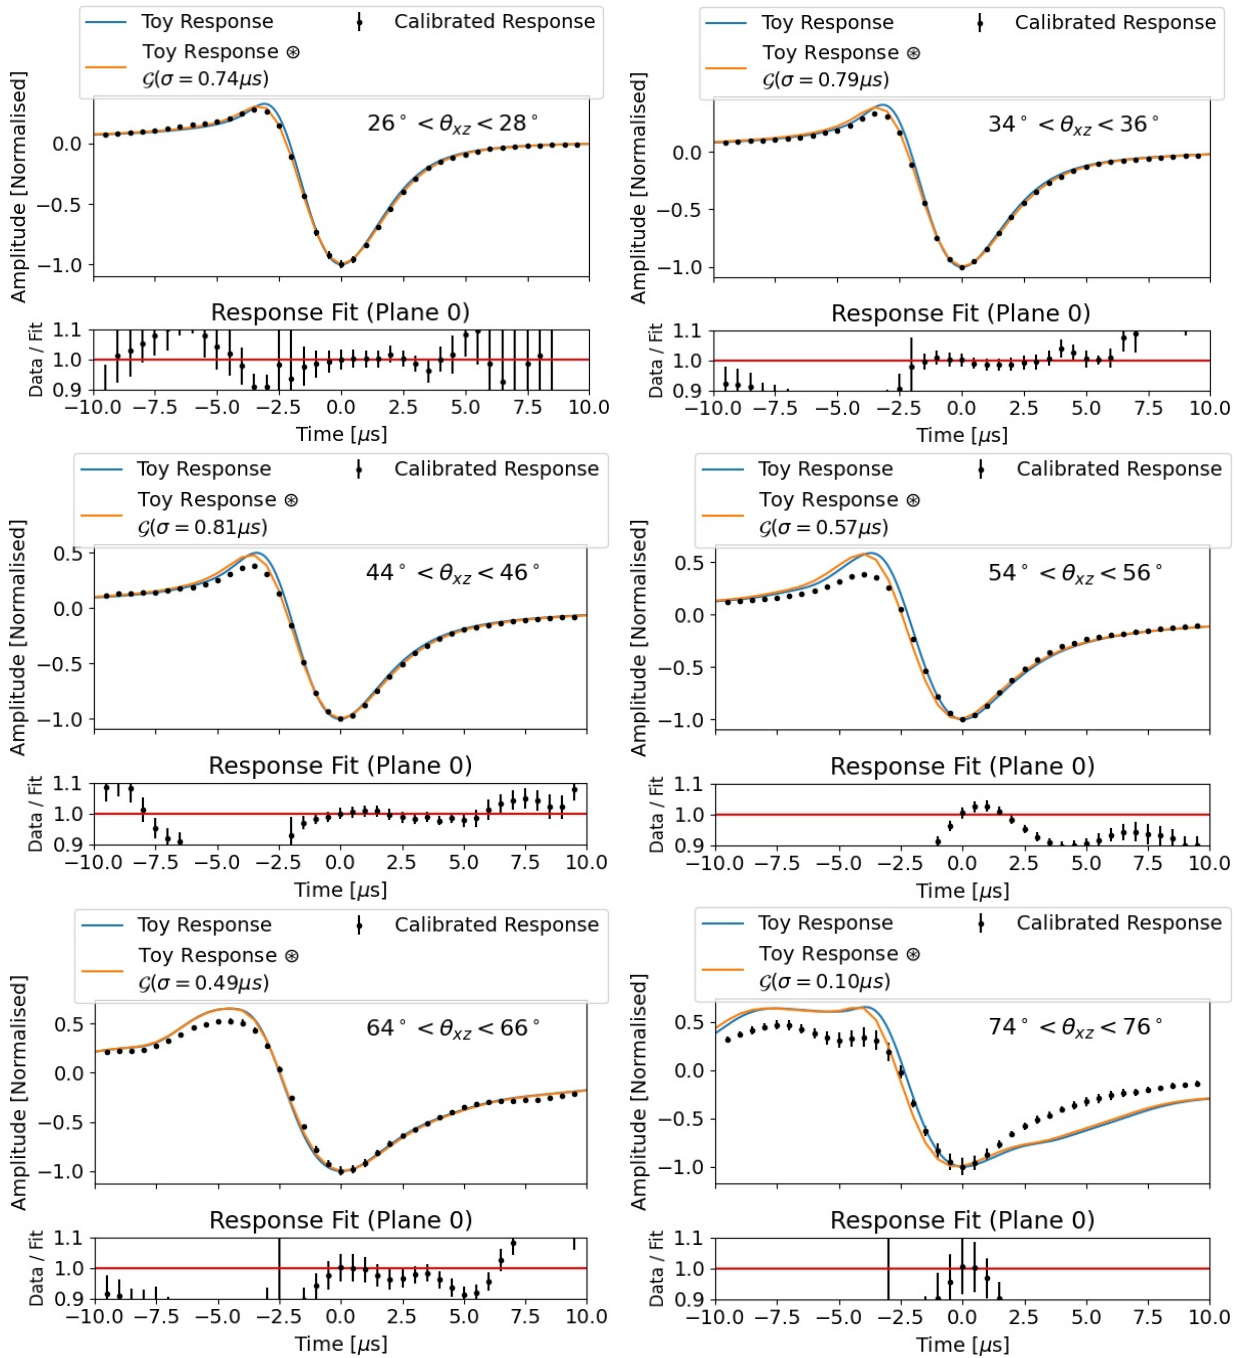 Toy Response
Calibrated Response
Toy Response ⊛
𝒢(σ = 0.74μs)
Amplitude [Normalised]
0.0
−0.5
−1.0
26° < θxz < 28°
Response Fit (Plane 0)
Data / Fit
1.1
1.0
0.9
−10.0 −7.5 −5.0 −2.5 0.0 2.5 5.0 7.5 10.0
Time [μs]
Toy Response
Calibrated Response
Toy Response ⊛
𝒢(σ = 0.79μs)
Amplitude [Normalised]
0.0
−0.5
−1.0
34° < θxz < 36°
Response Fit (Plane 0)
Data / Fit
1.1
1.0
0.9
−10.0 −7.5 −5.0 −2.5 0.0 2.5 5.0 7.5 10.0
Time [μs]
Toy Response
Calibrated Response
Toy Response ⊛
𝒢(σ = 0.81μs)
Amplitude [Normalised]
0.5
0.0
−0.5
−1.0
44° < θxz < 46°
Response Fit (Plane 0)
Data / Fit
1.1
1.0
0.9
−10.0 −7.5 −5.0 −2.5 0.0 2.5 5.0 7.5 10.0
Time [μs]
Toy Response
Calibrated Response
Toy Response ⊛
𝒢(σ = 0.57μs)
Amplitude [Normalised]
0.5
0.0
−0.5
−1.0
54° < θxz < 56°
Response Fit (Plane 0)
Data / Fit
1.1
1.0
0.9
−10.0 −7.5 −5.0 −2.5 0.0 2.5 5.0 7.5 10.0
Time [μs]
Toy Response
Calibrated Response
Toy Response ⊛
𝒢(σ = 0.49μs)
Amplitude [Normalised]
0.5
0.0
−0.5
−1.0
64° < θxz < 66°
Response Fit (Plane 0)
Data / Fit
1.1
1.0
0.9
−10.0 −7.5 −5.0 −2.5 0.0 2.5 5.0 7.5 10.0
Time [μs]
Toy Response
Calibrated Response
Toy Response ⊛
𝒢(σ = 0.10μs)
Amplitude [Normalised]
0.5
0.0
−0.5
−1.0
74° < θxz < 76°
Response Fit (Plane 0)
Data / Fit
1.1
1.0
0.9
−10.0 −7.5 −5.0 −2.5 0.0 2.5 5.0 7.5 10.0
Time [μs]